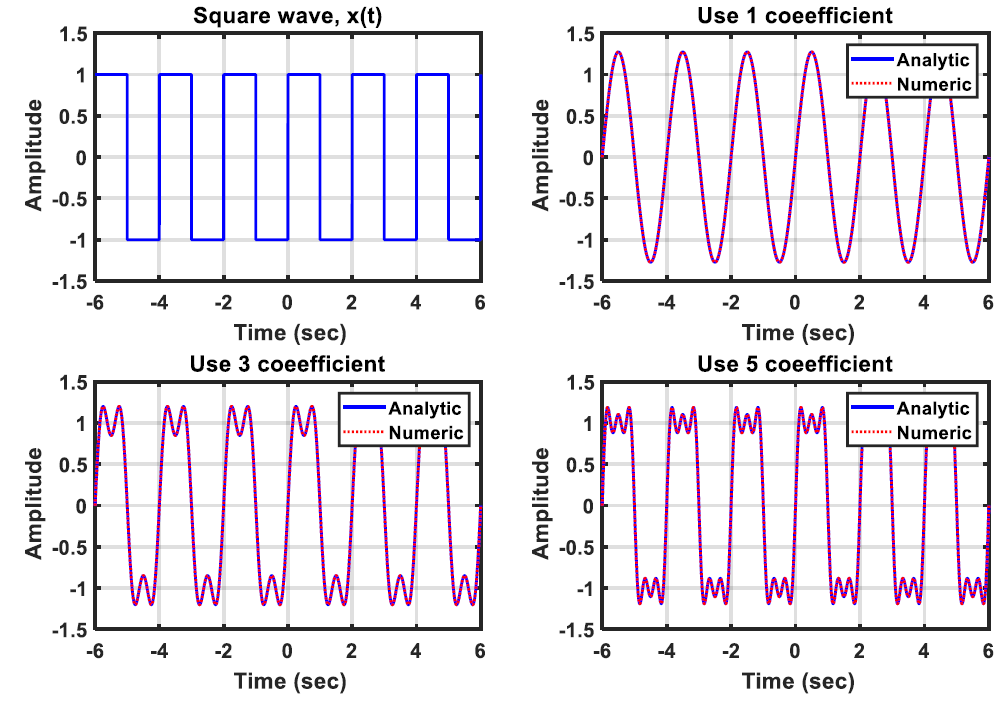 Square wave, x(t)
1.5
1
0.5
0
-0.5
-1
-1.5
Amplitude
-6 -4 -2 0 2 4 6
Time (sec)
Use 1 coeefficient
1.5
1
0.5
0
-0.5
-1
-1.5
Amplitude
Analytic
Numeric
-6 -4 -2 0 2 4 6
Time (sec)
Use 3 coeefficient
1.5
1
0.5
0
-0.5
-1
-1.5
Amplitude
Analytic
Numeric
-6 -4 -2 0 2 4 6
Time (sec)
Use 5 coeefficient
1.5
1
0.5
0
-0.5
-1
-1.5
Amplitude
Analytic
Numeric
-6 -4 -2 0 2 4 6
Time (sec)